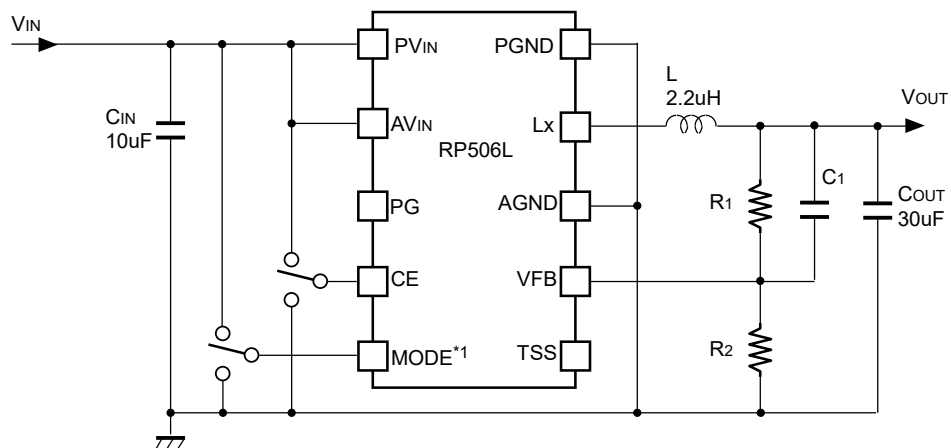 VIN
PVIN
PGND
L
2.2uH
VOUT
CIN
10uF
AVIN
Lx
RP506L
C1
COUT
30uF
PG
AGND
R1
CE
VFB
MODE*1
TSS
R2